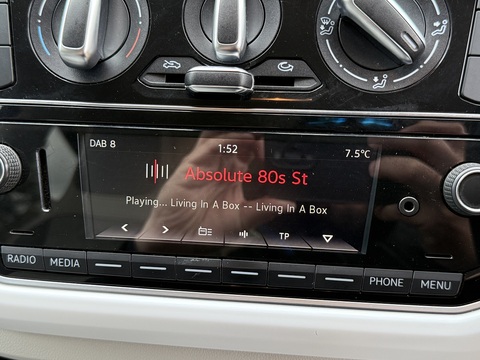 DAB 8 1:52 7.5°C
Absolute 80s St
Playing... Living In A Box -- Living In A Box
< > TP
RADIO MEDIA PHONE MENU